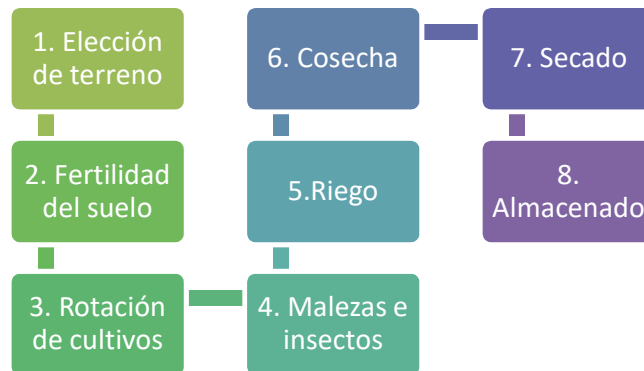 1. Elección
de terreno
2. Fertilidad
del suelo
3. Rotación
de cultivos
4. Malezas e
insectos
5.Riego
6. Cosecha
7. Secado
8.
Almacenado